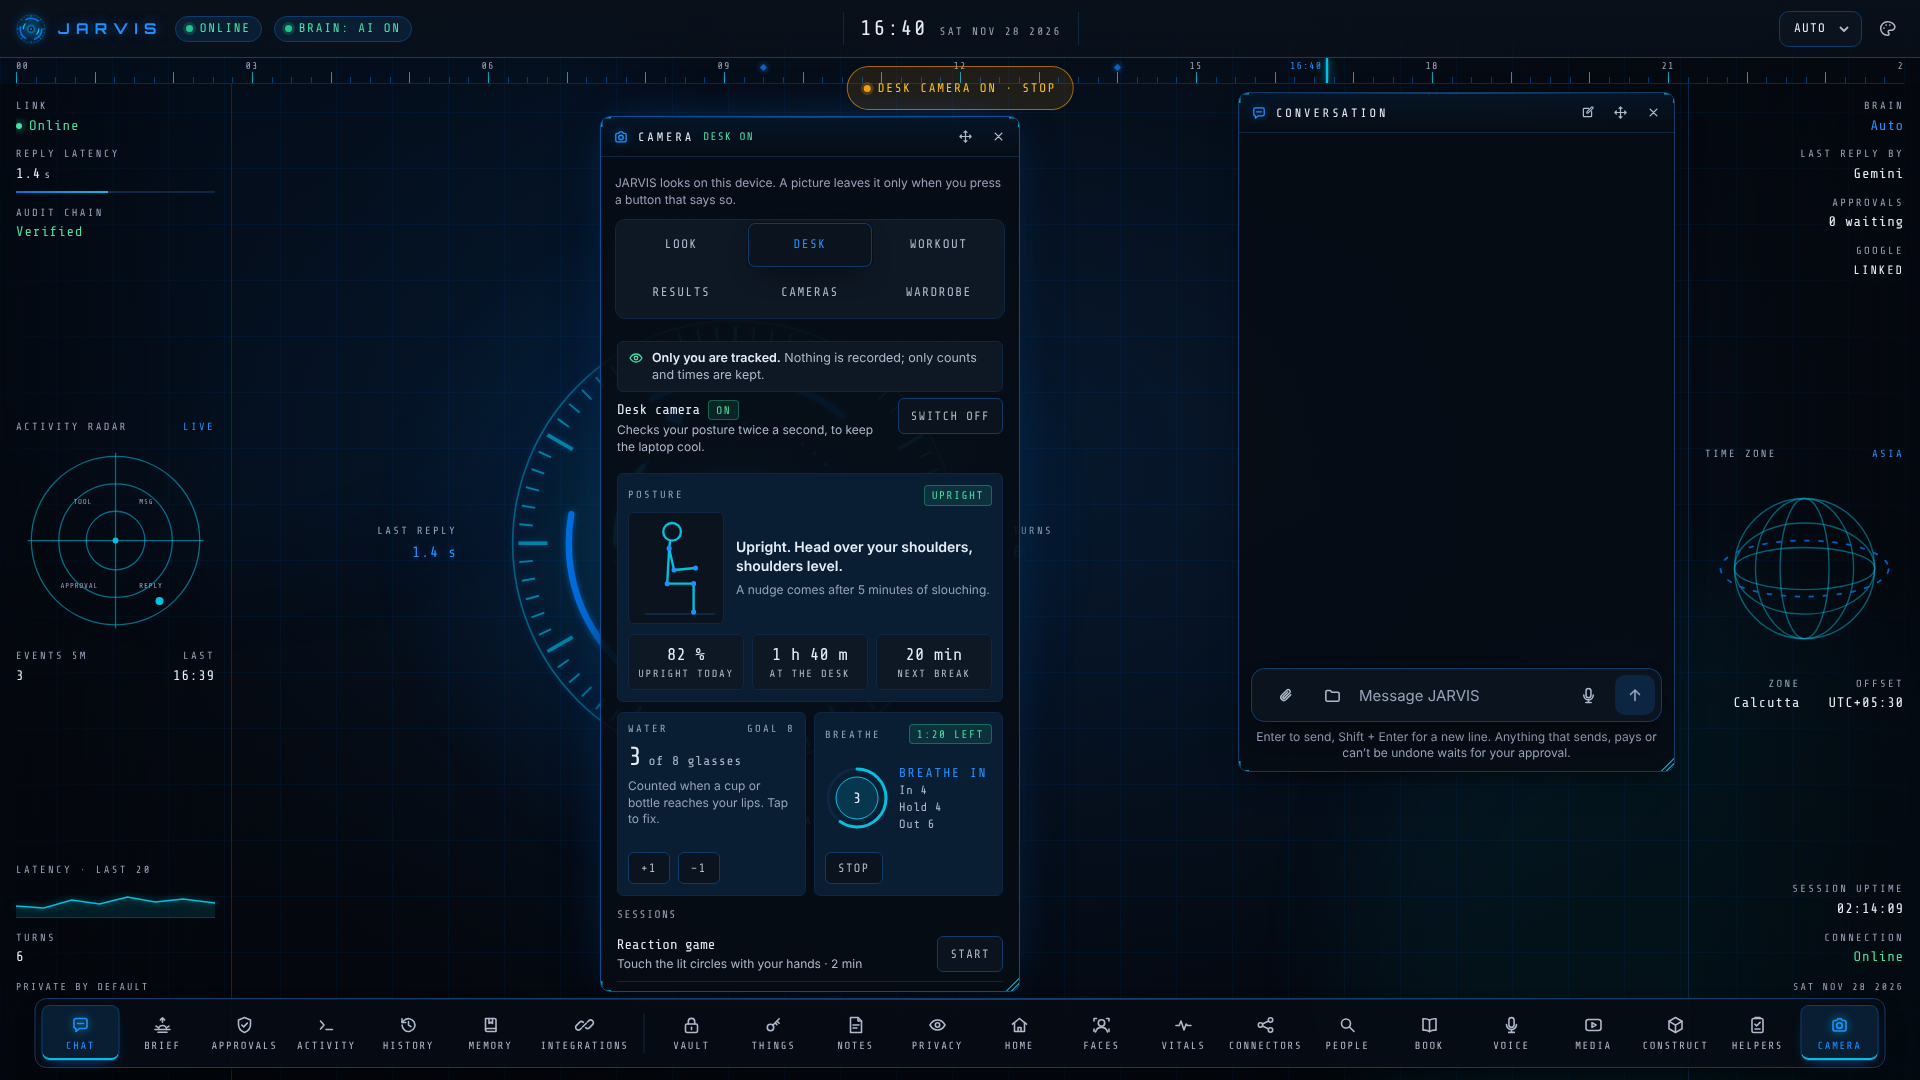 JARVIS
ONLINE
BRAIN: AI ON
16:40 SAT NOV 28 2026
AUTO
00 03 06 09 12 15 16:40 18 21 2
DESK CAMERA ON · STOP
LINK
Online
REPLY LATENCY
1.4 s
AUDIT CHAIN
Verified
ACTIVITY RADAR LIVE
TOOL MSG
APPROVAL REPLY
EVENTS 5M LAST
3 16:39
LATENCY · LAST 20
TURNS
6
PRIVATE BY DEFAULT
LAST REPLY
1.4 s
CAMERA DESK ON
JARVIS looks on this device. A picture leaves it only when you press
a button that says so.
LOOK DESK WORKOUT
RESULTS CAMERAS WARDROBE
Only you are tracked. Nothing is recorded; only counts
and times are kept.
Desk camera ON
SWITCH OFF
Checks your posture twice a second, to keep
the laptop cool.
POSTURE UPRIGHT
Upright. Head over your shoulders,
shoulders level.
A nudge comes after 5 minutes of slouching.
82 % 1 h 40 m 20 min
UPRIGHT TODAY AT THE DESK NEXT BREAK
WATER GOAL 8
3 of 8 glasses
Counted when a cup or
bottle reaches your lips. Tap
to fix.
+1 −1
BREATHE 1:20 LEFT
3
BREATHE IN
In 4
Hold 4
Out 6
STOP
SESSIONS
Reaction game
Touch the lit circles with your hands · 2 min
START
URNS
CONVERSATION
Message JARVIS
Enter to send, Shift + Enter for a new line. Anything that sends, pays or
can't be undone waits for your approval.
BRAIN
Auto
LAST REPLY BY
Gemini
APPROVALS
0 waiting
GOOGLE
LINKED
TIME ZONE ASIA
ZONE OFFSET
Calcutta UTC+05:30
SESSION UPTIME
02:14:09
CONNECTION
Online
SAT NOV 28 2026
CHAT BRIEF APPROVALS ACTIVITY HISTORY MEMORY INTEGRATIONS VAULT THINGS NOTES PRIVACY HOME FACES VITALS CONNECTORS PEOPLE BOOK VOICE MEDIA CONSTRUCT HELPERS CAMERA